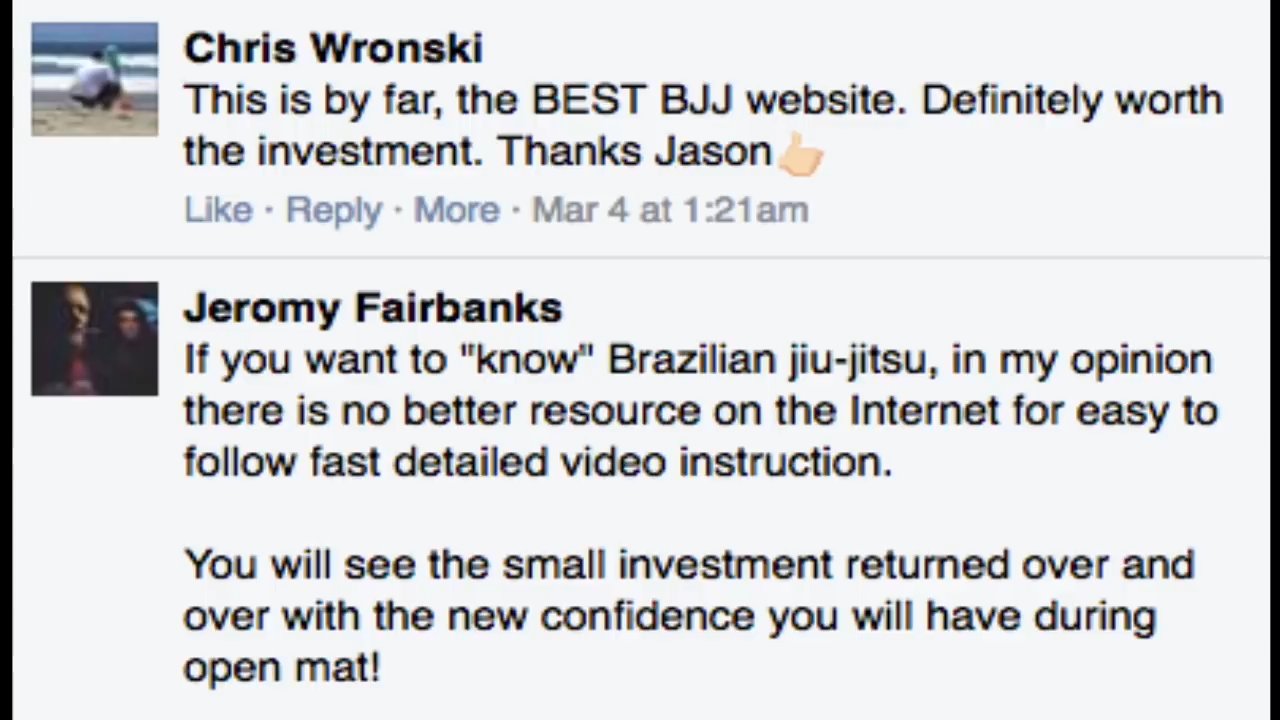 Chris Wronski
This is by far, the BEST BJJ website. Definitely worth
the investment. Thanks Jason👆🏼
Like · Reply · More · Mar 4 at 1:21am
Jeromy Fairbanks
If you want to "know" Brazilian jiu-jitsu, in my opinion
there is no better resource on the Internet for easy to
follow fast detailed video instruction.
You will see the small investment returned over and
over with the new confidence you will have during
open mat!